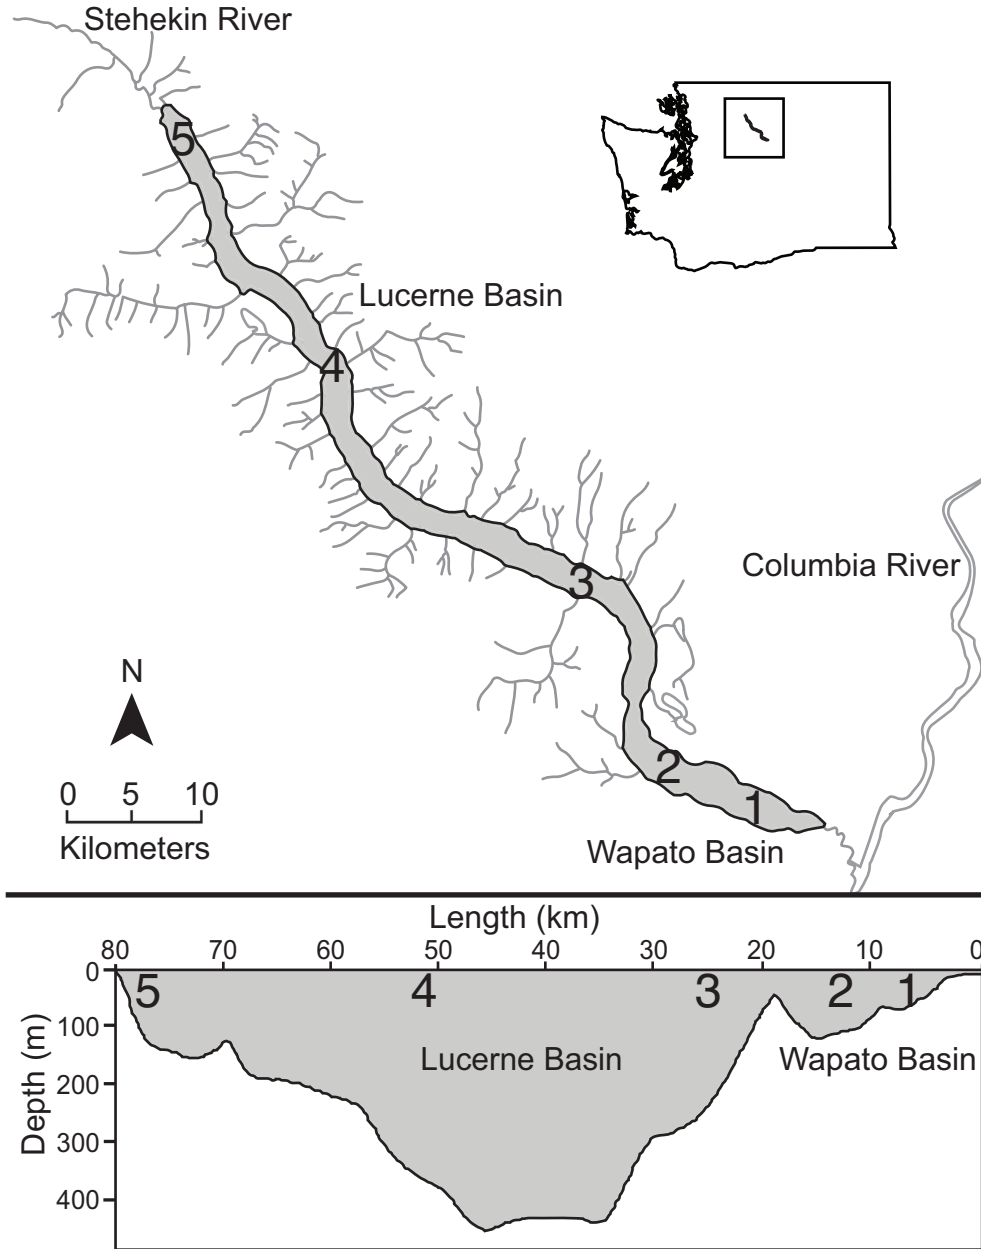 Stehekin River
5
Lucerne Basin
4
3
Columbia River
N
2
0 5 10
1
Kilometers
Wapato Basin
Length (km)
80 70 60 50 40 30 20 10 0
0
5 4 3 2 1
100
Lucerne Basin Wapato Basin
Depth (m)
200
300
400